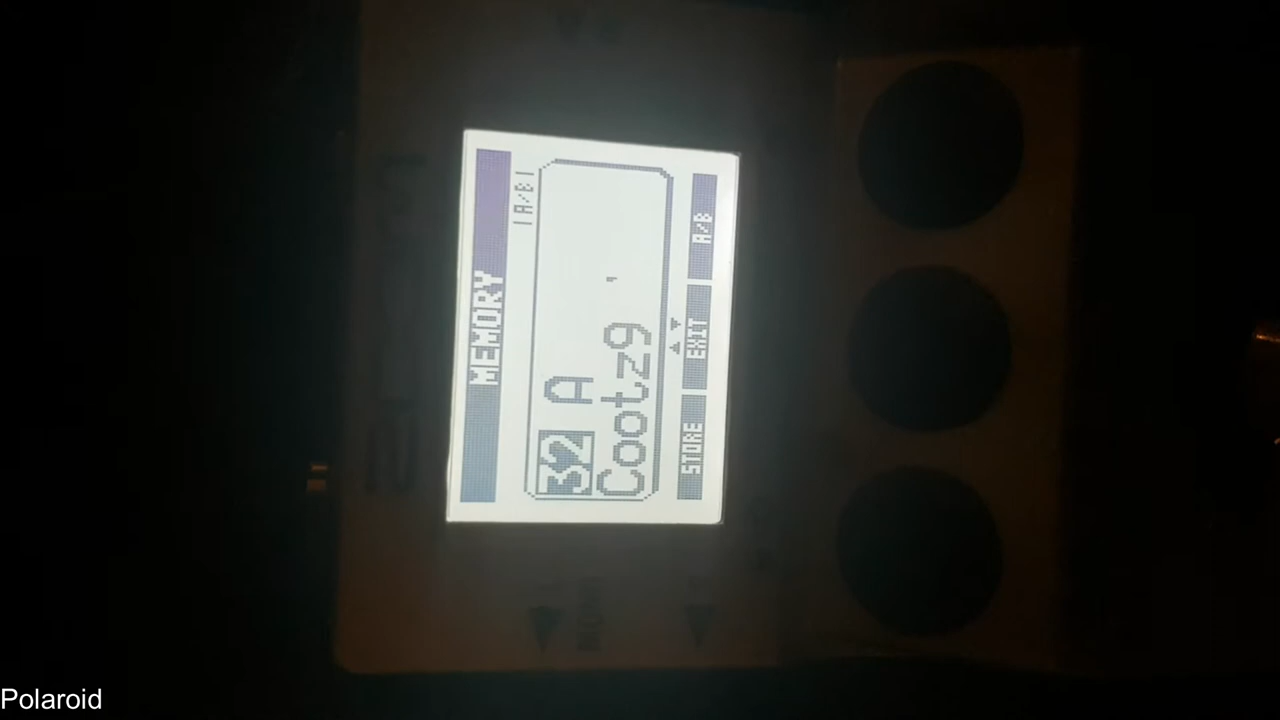 MEMORY
|A/B|
32 A
Cootz9 '
STORE EXIT A/B
Polaroid